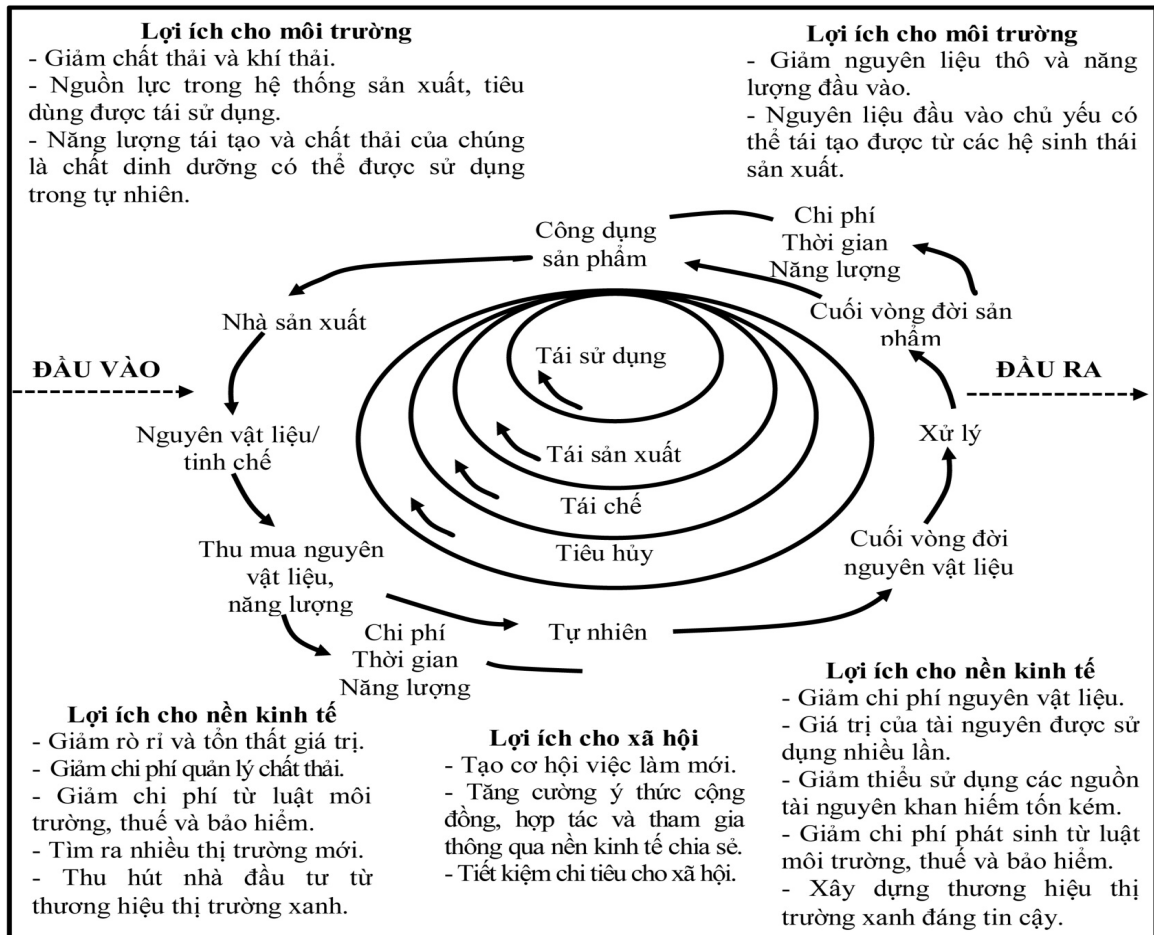 Lợi ích cho môi trường
- Giảm chất thải và khí thải.
- Nguồn lực trong hệ thống sản xuất, tiêu
dùng được tái sử dụng.
- Năng lượng tái tạo và chất thải của chúng
là chất dinh dưỡng có thể được sử dụng
trong tự nhiên.
Lợi ích cho môi trường
- Giảm nguyên liệu thô và năng
lượng đầu vào.
- Nguyên liệu đầu vào chủ yếu có
thể tái tạo được từ các hệ sinh thái
sản xuất.
Công dụng
sản phẩm
Chi phí
Thời gian
Năng lượng
Nhà sản xuất
Cuối vòng đời sản
phẩm
Tái sử dụng
ĐẦU VÀO
ĐẦU RA
Nguyên vật liệu/
tinh chế
Xử lý
Tái sản xuất
Tái chế
Tiêu hủy
Thu mua nguyên
vật liệu,
năng lượng
Cuối vòng đời
nguyên vật liệu
Tự nhiên
Chi phí
Thời gian
Năng lượng
Lợi ích cho nền kinh tế
- Giảm rò rỉ và tổn thất giá trị.
- Giảm chi phí quản lý chất thải.
- Giảm chi phí từ luật môi
trường, thuế và bảo hiểm.
- Tìm ra nhiều thị trường mới.
- Thu hút nhà đầu tư từ
thương hiệu thị trường xanh.
Lợi ích cho xã hội
- Tạo cơ hội việc làm mới.
- Tăng cường ý thức cộng
đồng, hợp tác và tham gia
thông qua nền kinh tế chia sẻ.
- Tiết kiệm chi tiêu cho xã hội.
Lợi ích cho nền kinh tế
- Giảm chi phí nguyên vật liệu.
- Giá trị của tài nguyên được sử
dụng nhiều lần.
- Giảm thiểu sử dụng các nguồn
tài nguyên khan hiếm tốn kém.
- Giảm chi phí phát sinh từ luật
môi trường, thuế và bảo hiểm.
- Xây dựng thương hiệu thị
trường xanh đáng tin cậy.